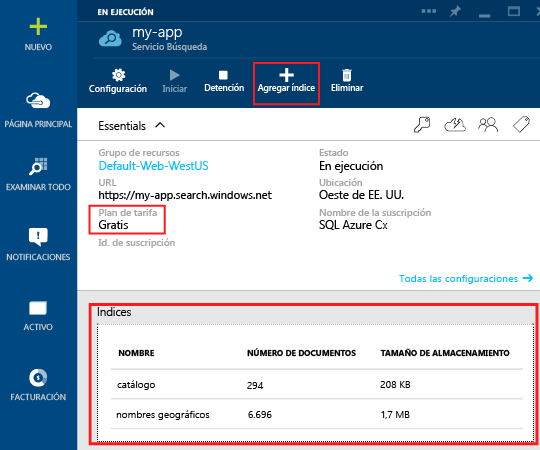 EN EJECUCIÓN
my-app
Servicio Búsqueda
NUEVO
PÁGINA PRINCIPAL
EXAMINAR TODO
NOTIFICACIONES
ACTIVO
FACTURACIÓN
Configuración Iniciar Detención Agregar índice Eliminar
Essentials
Grupo de recursos Estado
Default-Web-WestUS En ejecución
URL Ubicación
https://my-app.search.windows.net Oeste de EE. UU.
Plan de tarifa Nombre de la suscripción
Gratis SQL Azure Cx
Id. de suscripción
Todas las configuraciones
Indices
NOMBRE NÚMERO DE DOCUMENTOS TAMAÑO DE ALMACENAMIENTO
catálogo 294 208 KB
nombres geográficos 6.696 1,7 MB